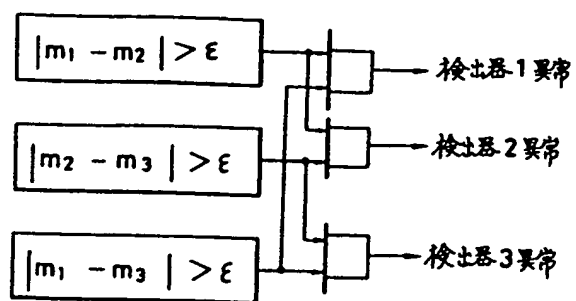 |m1 - m2| > ε
検出器1異常
|m2 - m3| > ε
検出器2異常
|m1 - m3| > ε
検出器3異常